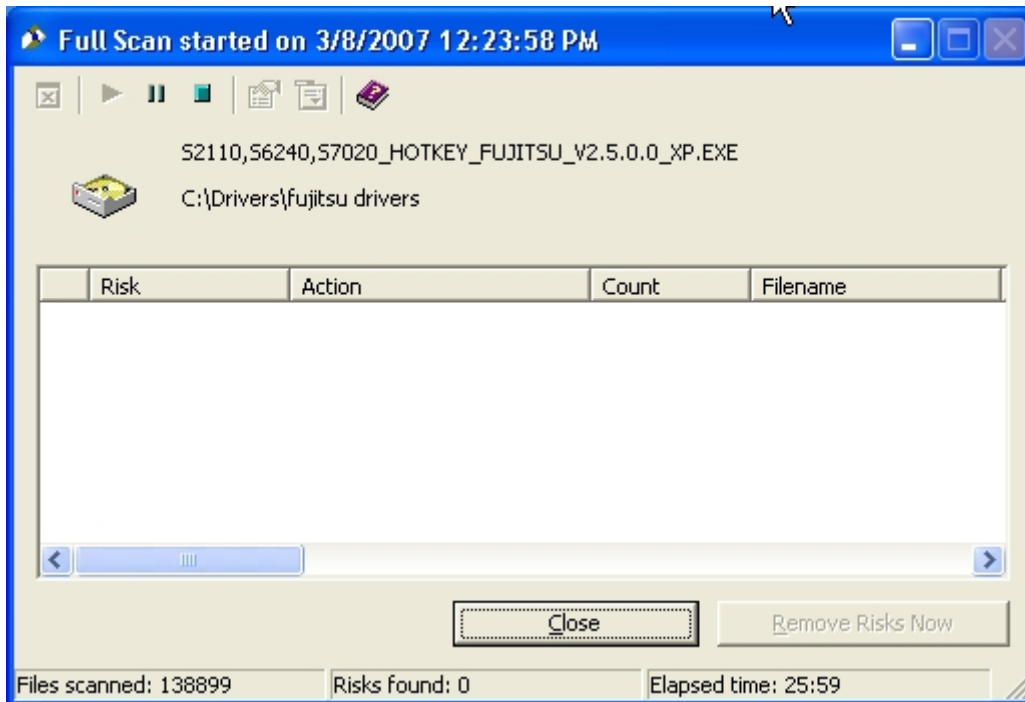 Full Scan started on 3/8/2007 12:23:58 PM
S2110,S6240,S7020_HOTKEY_FUJITSU_V2.5.0.0_XP.EXE
C:\Drivers\fujitsu drivers
Risk Action Count Filename
Close Remove Risks Now
Files scanned: 138899 Risks found: 0 Elapsed time: 25:59